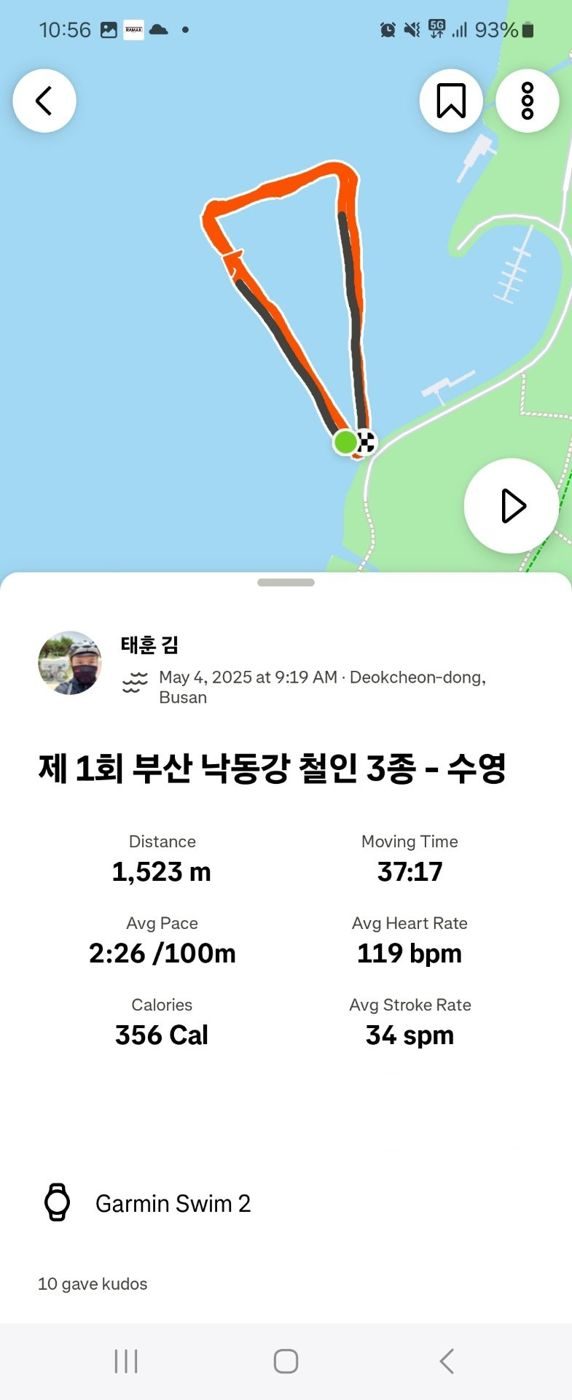 10:56
5G
93%
태훈 김
May 4, 2025 at 9:19 AM · Deokcheon-dong,
Busan
제 1회 부산 낙동강 철인 3종 - 수영
Distance
Moving Time
1,523 m
37:17
Avg Pace
Avg Heart Rate
2:26 /100m
119 bpm
Calories
Avg Stroke Rate
356 Cal
34 spm
Garmin Swim 2
10 gave kudos